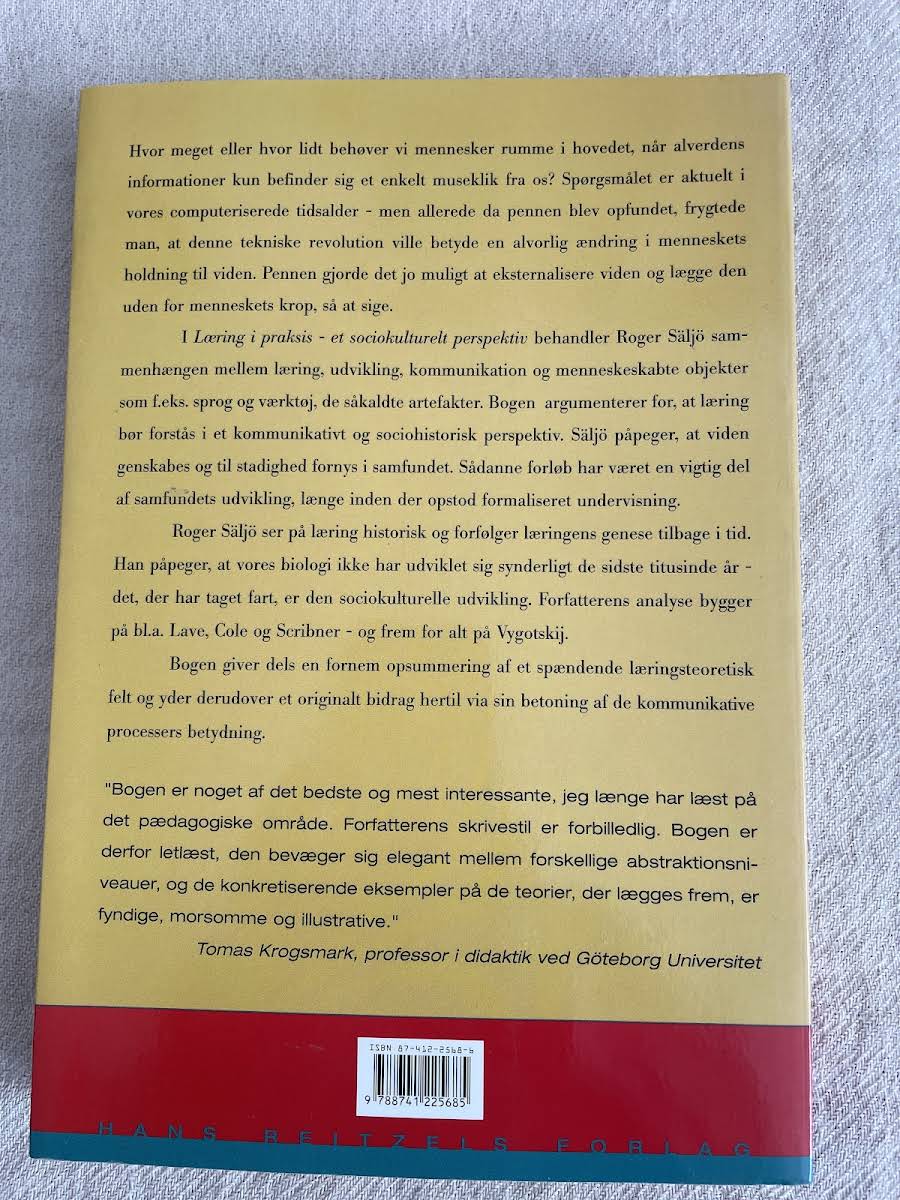 Hvor meget eller hvor lidt behøver vi mennesker rumme i hovedet, når alverdens
informationer kun befinder sig et enkelt museklik fra os? Spørgsmålet er aktuelt i
vores computeriserede tidsalder - men allerede da pennen blev opfundet, frygtede
man, at denne tekniske revolution ville betyde en alvorlig ændring i menneskets
holdning til viden. Pennen gjorde det jo muligt at eksternalisere viden og lægge den
uden for menneskets krop, så at sige.
I Læring i praksis - et sociokulturelt perspektiv behandler Roger Säljö sam-
menhængen mellem læring, udvikling, kommunikation og menneskeskabte objekter
som f.eks. sprog og værktøj, de såkaldte artefakter. Bogen argumenterer for, at læring
bør forstås i et kommunikativt og sociohistorisk perspektiv. Säljö påpeger, at viden
genskabes og til stadighed fornys i samfundet. Sådanne forløb har været en vigtig del
af samfundets udvikling, længe inden der opstod formaliseret undervisning.
Roger Säljö ser på læring historisk og forfølger læringens genese tilbage i tid.
Han påpeger, at vores biologi ikke har udviklet sig synderligt de sidste titusinde år -
det, der har taget fart, er den sociokulturelle udvikling. Forfatterens analyse bygger
på bl.a. Lave, Cole og Scribner - og frem for alt på Vygotskij.
Bogen giver dels en fornem opsummering af et spændende læringsteoretisk
felt og yder derudover et originalt bidrag hertil via sin betoning af de kommunikative
processers betydning.
"Bogen er noget af det bedste og mest interessante, jeg længe har læst på
det pædagogiske område. Forfatterens skrivestil er forbilledlig. Bogen er
derfor letlæst, den bevæger sig elegant mellem forskellige abstraktionsni-
veauer, og de konkretiserende eksempler på de teorier, der lægges frem, er
fyndige, morsomme og illustrative."
Tomas Krogsmark, professor i didaktik ved Göteborg Universitet
ISBN 87-412-2568-6
9 788741 225685
HANS REITZELS FORLAG